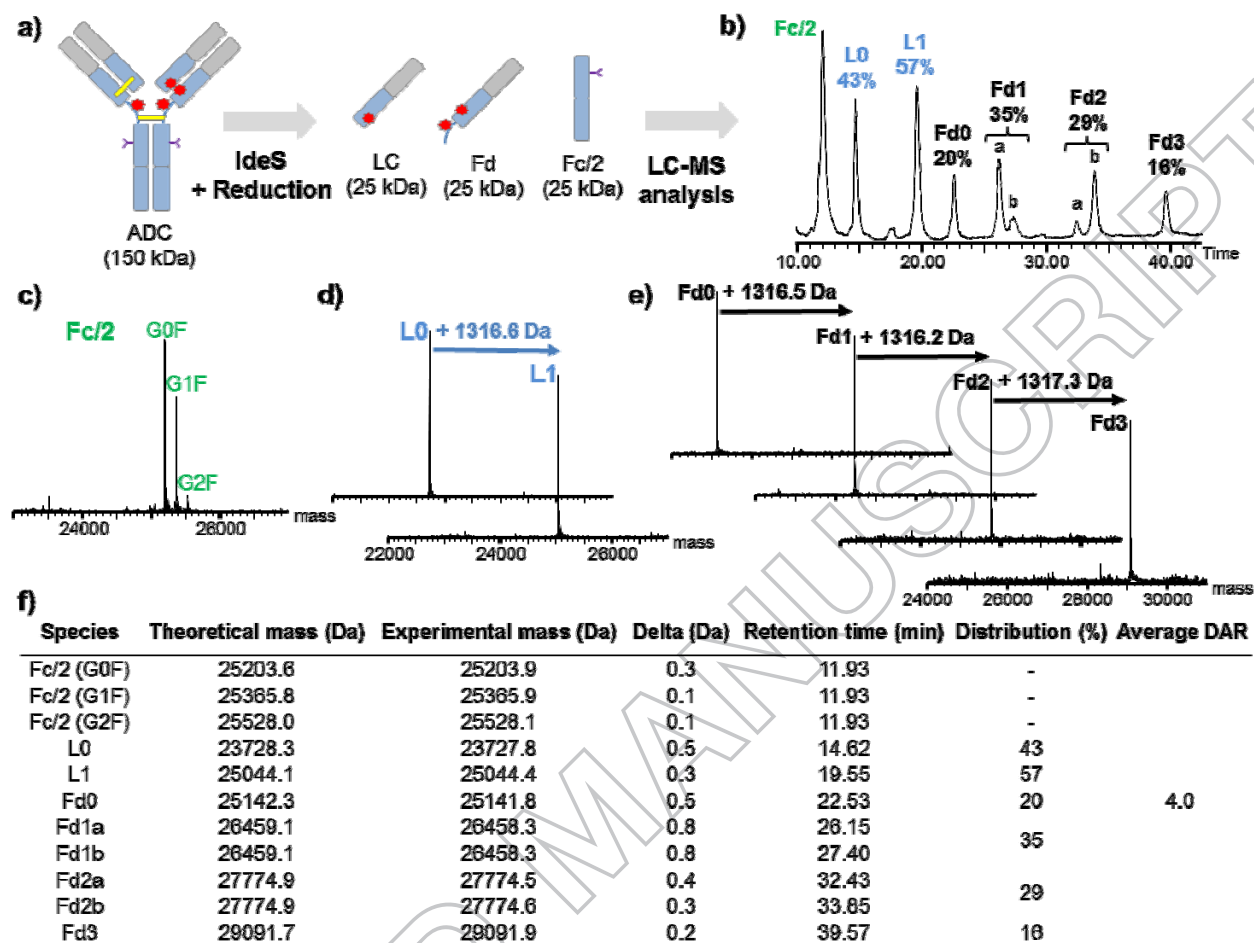 a)
ADC
(150 kDa)
IdeS
+ Reduction
LC
(25 kDa)
Fd
(25 kDa)
Fc/2
(25 kDa)
LC-MS
analysis
b)
Fc/2
L0
43%
L1
57%
Fd0
20%
Fd1
35%
a
b
Fd2
29%
a
b
Fd3
16%
10.00 20.00 30.00 40.00 Time
c)
Fc/2
G0F
G1F
G2F
24000 26000 mass
d)
L0 + 1316.6 Da
L1
22000 24000 26000 mass
e)
Fd0 + 1316.5 Da
Fd1 + 1316.2 Da
Fd2 + 1317.3 Da
Fd3
24000 26000 28000 30000 mass
f)
Species Theoretical mass (Da) Experimental mass (Da) Delta (Da) Retention time (min) Distribution (%) Average DAR
Fc/2 (G0F) 25203.6 25203.9 0.3 11.93 -
Fc/2 (G1F) 25365.8 25365.9 0.1 11.93 -
Fc/2 (G2F) 25528.0 25528.1 0.1 11.93 -
L0 23728.3 23727.8 0.5 14.62 43
L1 25044.1 25044.4 0.3 19.55 57
Fd0 25142.3 25141.8 0.5 22.53 20 4.0
Fd1a 26459.1 26458.3 0.8 26.15
35
Fd1b 26459.1 26458.3 0.8 27.40
Fd2a 27774.9 27774.5 0.4 32.43
29
Fd2b 27774.9 27774.6 0.3 33.85
Fd3 29091.7 29091.9 0.2 39.57 16
MANUSCRIPT